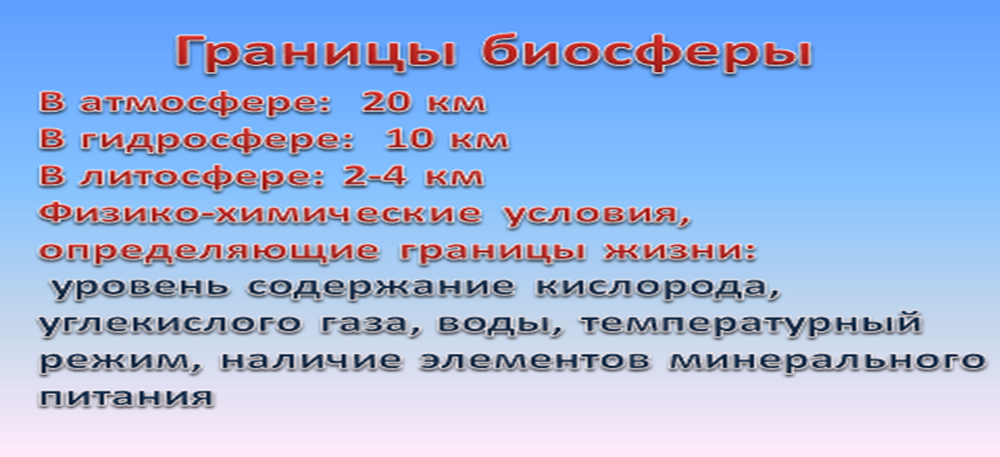 Границы биосферы
В атмосфере: 20 км
В гидросфере: 10 км
В литосфере: 2-4 км
Физико-химические условия,
определяющие границы жизни:
уровень содержание кислорода,
углекислого газа, воды, температурный
режим, наличие элементов минерального
питания